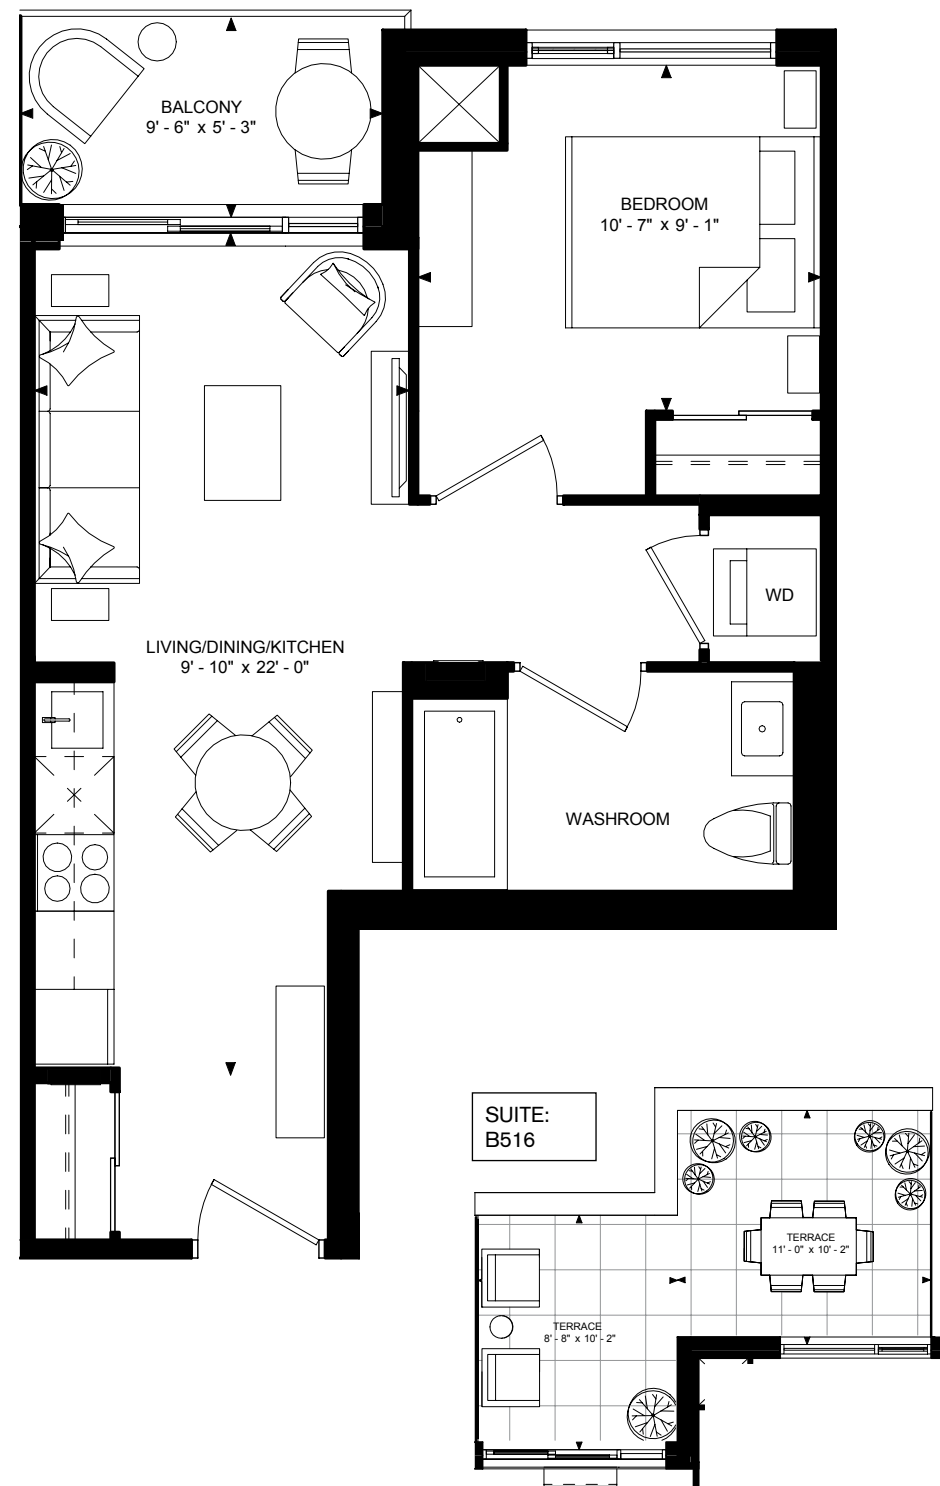 BALCONY
9' - 6" x 5' - 3"
BEDROOM
10' - 7" x 9' - 1"
WD
LIVING/DINING/KITCHEN
9' - 10" x 22' - 0"
WASHROOM
SUITE:
B516
TERRACE
11' - 0" x 10' - 2"
TERRACE
8' - 8" x 10' - 2"